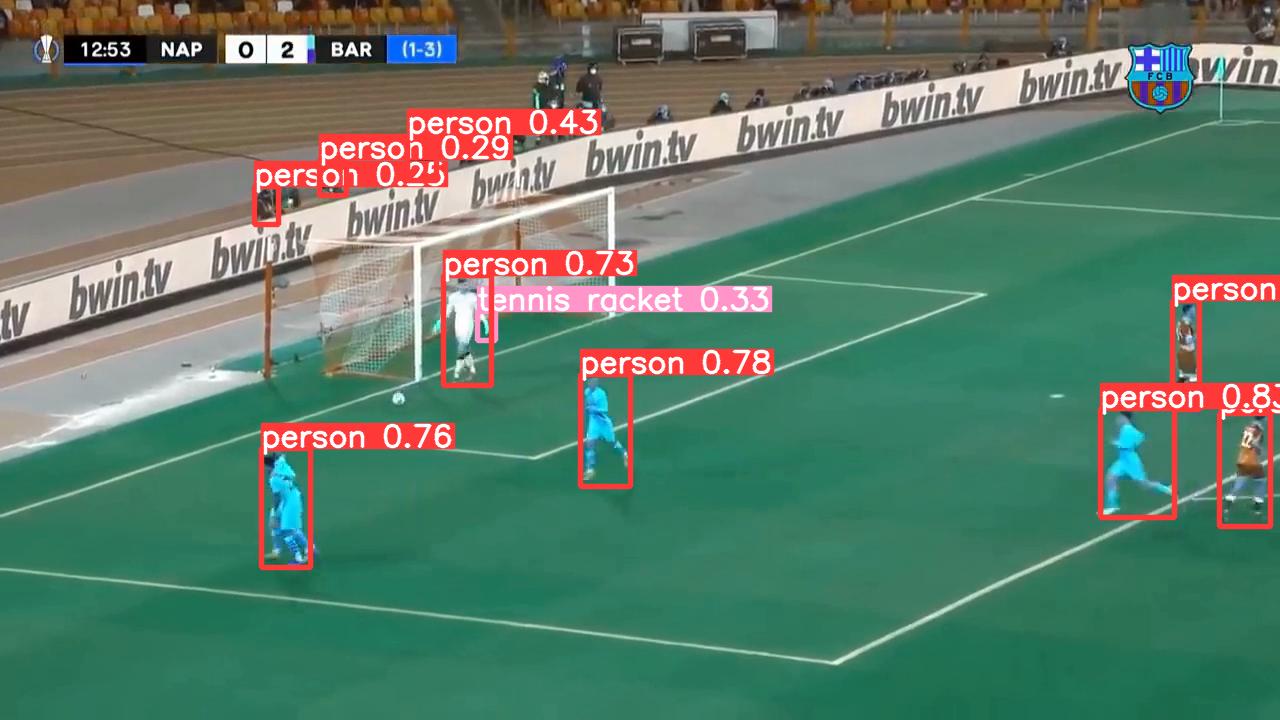 12:53 NAP 0 2 BAR (1-3)
FCB
bwin.tv
bwin.tv
bwin.tv
bwin.tv
bwin.tv
bwin.tv
bwin.tv
bwin.tv
bwin.tv
person 0.43
person 0.29
person 0.25
person 0.73
tennis racket 0.33
person
person 0.78
person 0.83
person 0.76
12